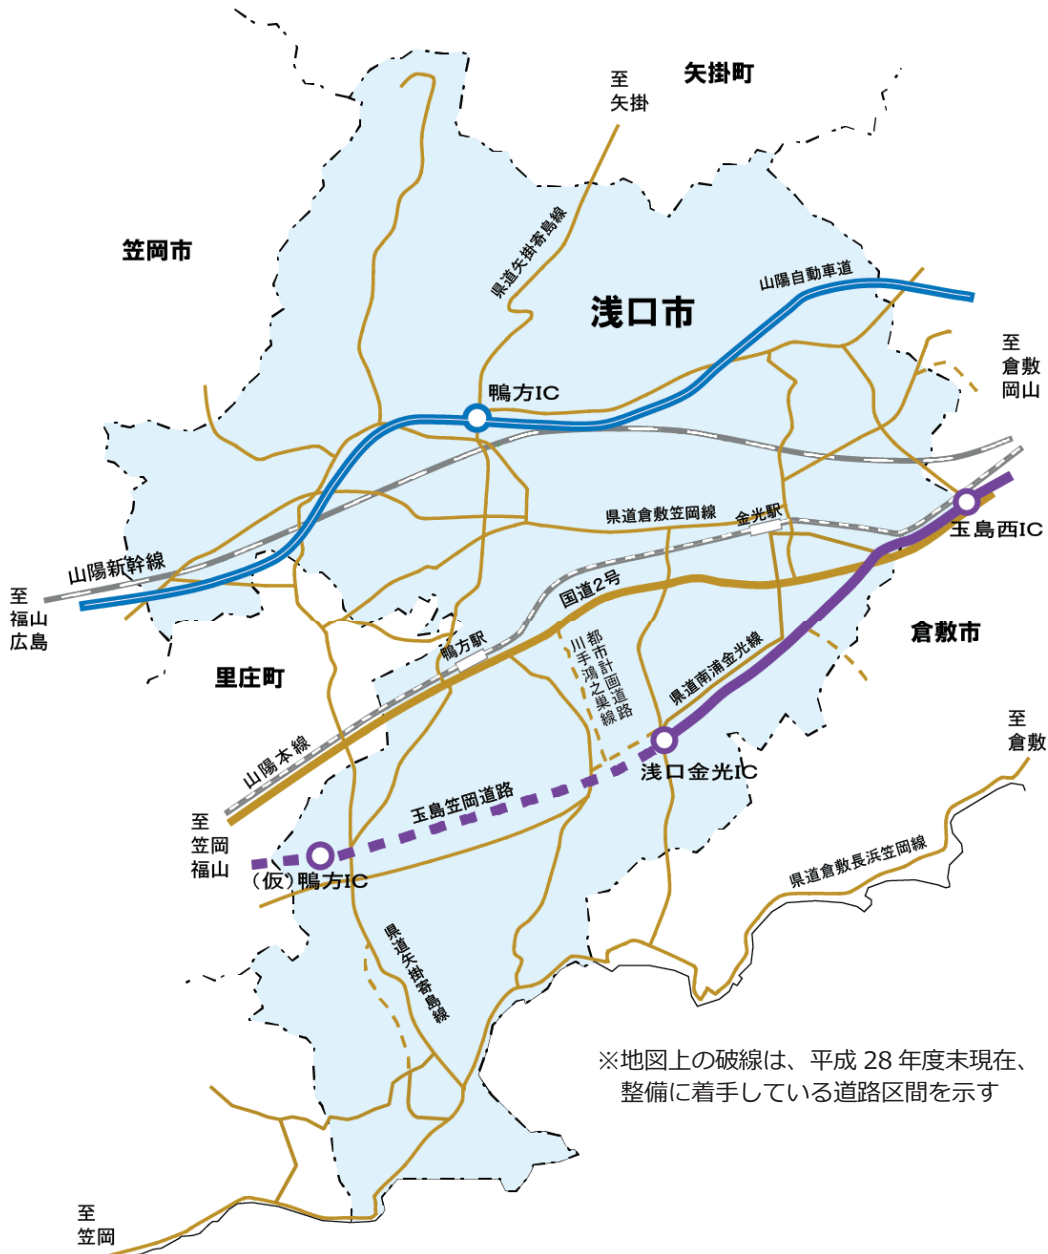 至
矢掛
矢掛町
笠岡市
県道矢掛寄島線
山陽自動車道
浅口市
至
倉敷
岡山
鴨方IC
県道倉敷笠岡線
金光駅
玉島西IC
山陽新幹線
至
福山
広島
国道2号
倉敷市
鴨方駅
都市計画道路
川手鴻之巣線
県道南浦金光線
里庄町
至
倉敷
山陽本線
浅口金光IC
玉島笠岡道路
至
笠岡
福山
(仮)鴨方IC
県道倉敷長浜笠岡線
県道矢掛寄島線
※地図上の破線は、平成 28 年度末現在、
整備に着手している道路区間を示す
至
笠岡